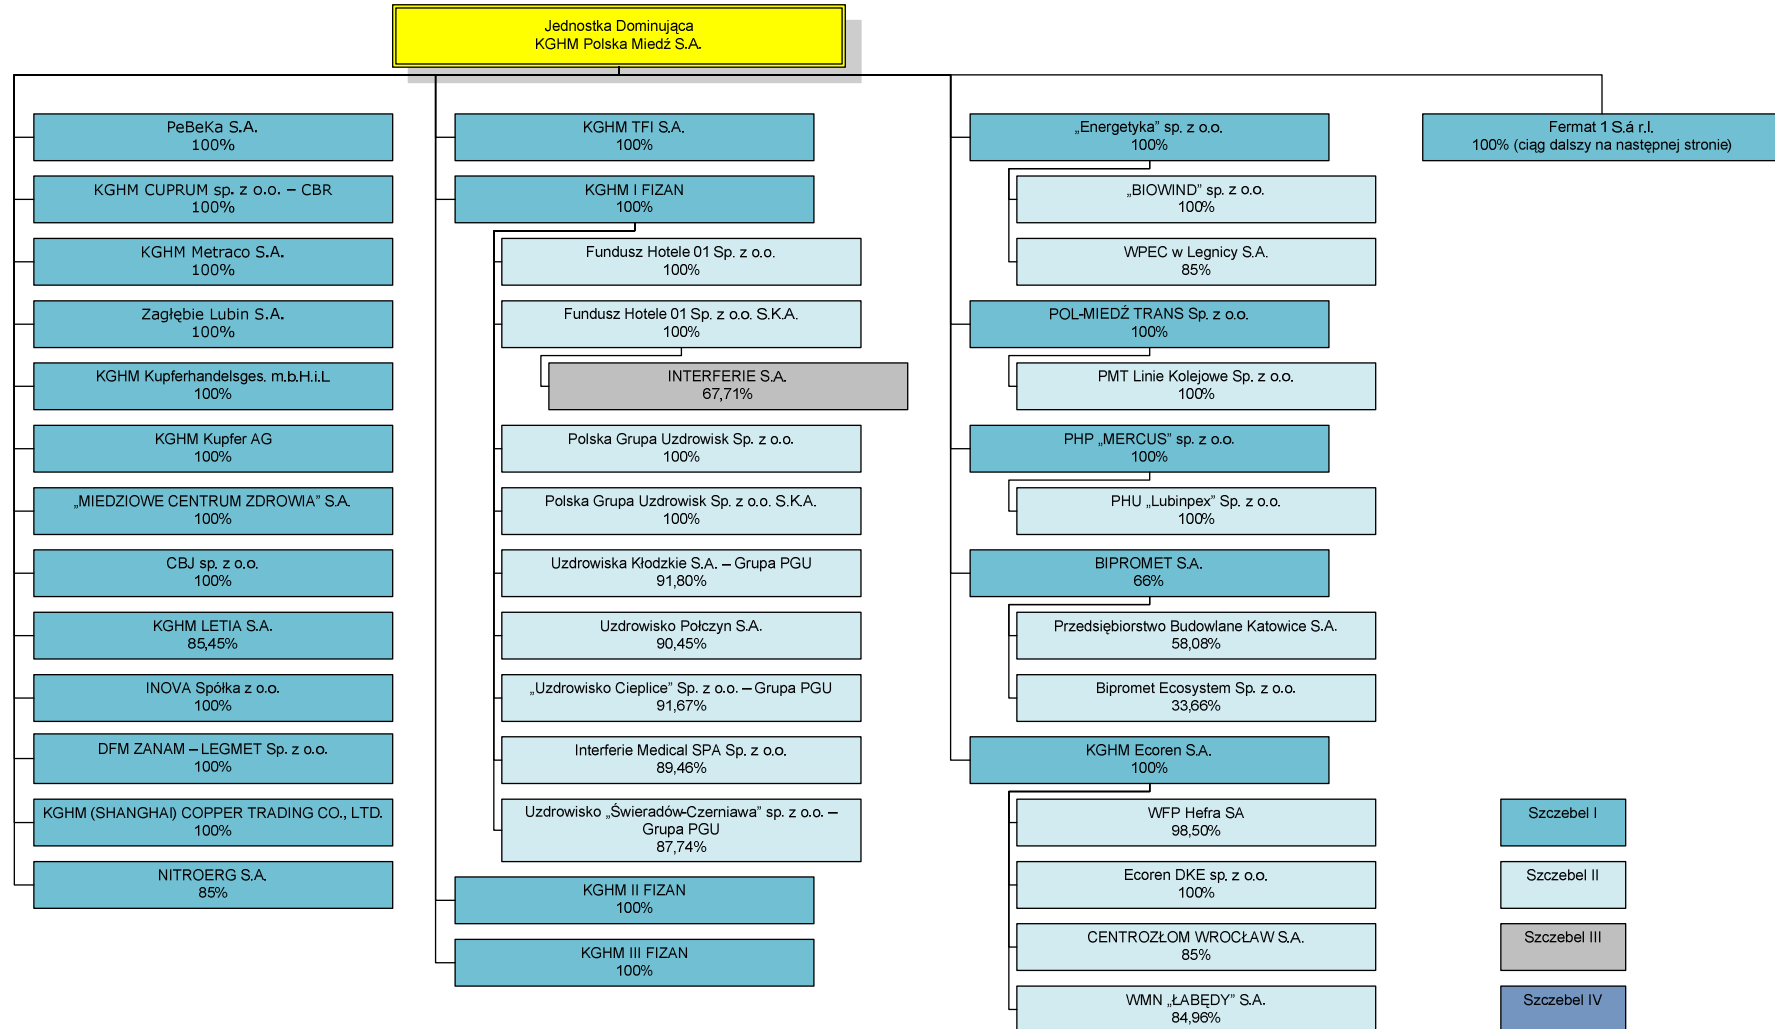 Jednostka Dominująca
KGHM Polska Miedź S.A.
PeBeKa S.A.
100%
KGHM CUPRUM sp. z o.o. – CBR
100%
KGHM Metraco S.A.
100%
Zagłębie Lubin S.A.
100%
KGHM Kupferhandelsges. m.b.H.i.L
100%
KGHM Kupfer AG
100%
„MIEDZIOWE CENTRUM ZDROWIA” S.A.
100%
CBJ sp. z o.o.
100%
KGHM LETIA S.A.
85,45%
INOVA Spółka z o.o.
100%
DFM ZANAM – LEGMET Sp. z o.o.
100%
KGHM (SHANGHAI) COPPER TRADING CO., LTD.
100%
NITROERG S.A.
85%
KGHM TFI S.A.
100%
KGHM I FIZAN
100%
Fundusz Hotele 01 Sp. z o.o.
100%
Fundusz Hotele 01 Sp. z o.o. S.K.A.
100%
INTERFERIE S.A.
67,71%
Polska Grupa Uzdrowisk Sp. z o.o.
100%
Polska Grupa Uzdrowisk Sp. z o.o. S.K.A.
100%
Uzdrowiska Kłodzkie S.A. – Grupa PGU
91,80%
Uzdrowisko Połczyn S.A.
90,45%
„Uzdrowisko Cieplice” Sp. z o.o. – Grupa PGU
91,67%
Interferie Medical SPA Sp. z o.o.
89,46%
Uzdrowisko „Świeradów-Czerniawa” sp. z o.o. –
Grupa PGU
87,74%
KGHM II FIZAN
100%
KGHM III FIZAN
100%
„Energetyka” sp. z o.o.
100%
„BIOWIND” sp. z o.o.
100%
WPEC w Legnicy S.A.
85%
POL-MIEDŹ TRANS Sp. z o.o.
100%
PMT Linie Kolejowe Sp. z o.o.
100%
PHP „MERCUS” sp. z o.o.
100%
PHU „Lubinpex” Sp. z o.o.
100%
BIPROMET S.A.
66%
Przedsiębiorstwo Budowlane Katowice S.A.
58,08%
Bipromet Ecosystem Sp. z o.o.
33,66%
KGHM Ecoren S.A.
100%
WFP Hefra SA
98,50%
Ecoren DKE sp. z o.o.
100%
CENTROZŁOM WROCŁAW S.A.
85%
WMN „ŁABĘDY” S.A.
84,96%
Fermat 1 S.á r.l.
100% (ciąg dalszy na następnej stronie)
Szczebel I
Szczebel II
Szczebel III
Szczebel IV